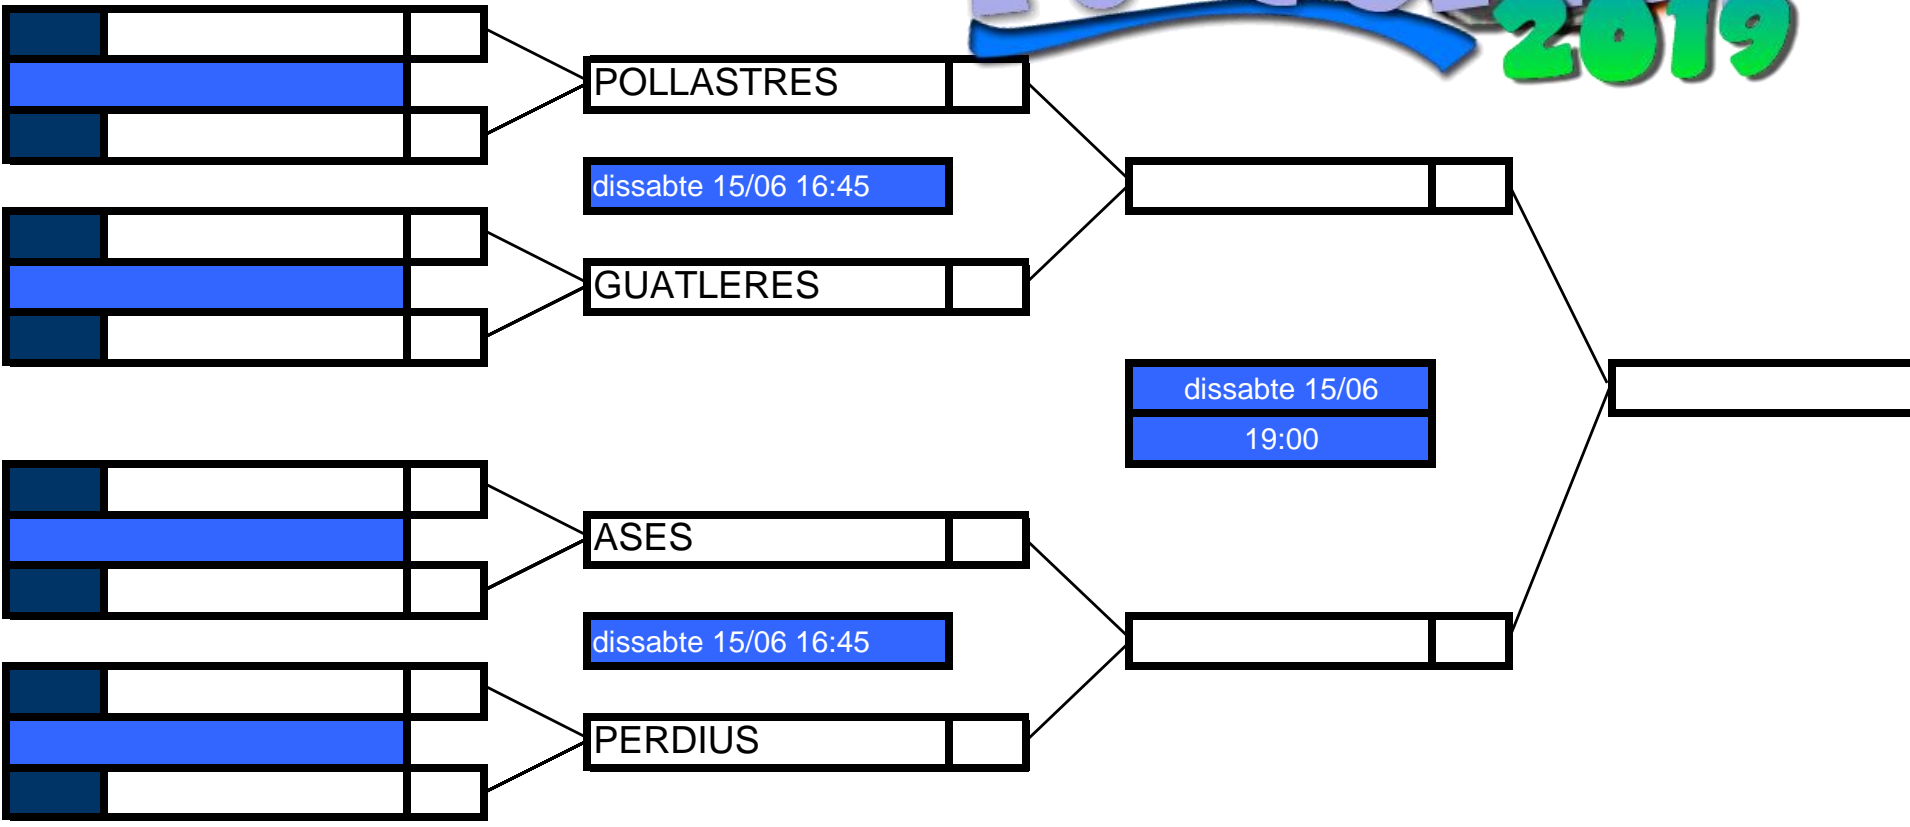 2019
POLLASTRES
dissabte 15/06 16:45
GUATLERES
dissabte 15/06
19:00
ASES
dissabte 15/06 16:45
PERDIUS